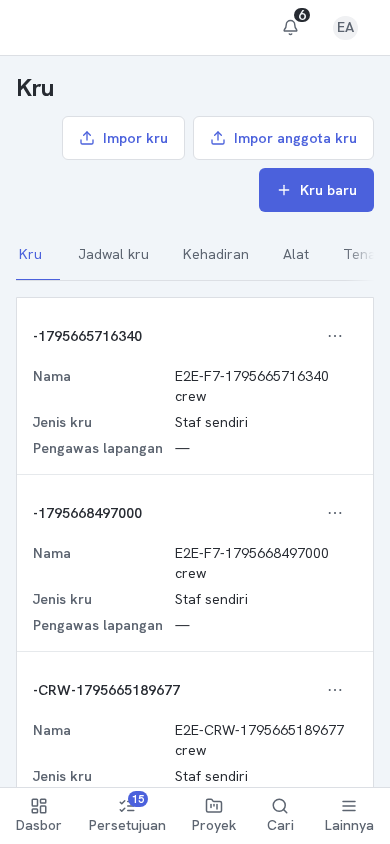 6
EA
Kru
Impor kru
Impor anggota kru
Kru baru
Kru
Jadwal kru
Kehadiran
Alat
Tena
-1795665716340
Nama
E2E-F7-1795665716340
crew
Jenis kru
Staf sendiri
Pengawas lapangan
—
-1795668497000
Nama
E2E-F7-1795668497000
crew
Jenis kru
Staf sendiri
Pengawas lapangan
—
-CRW-1795665189677
Nama
E2E-CRW-1795665189677
crew
Jenis kru
Staf sendiri
15
Dasbor
Persetujuan
Proyek
Cari
Lainnya